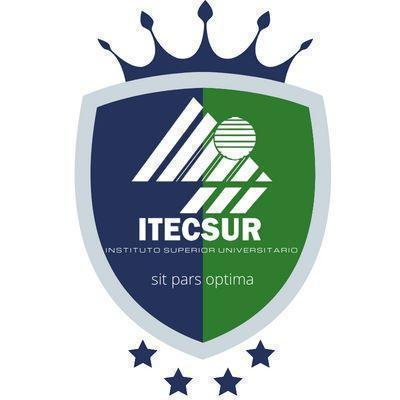 ITECSUR
INSTITUTO SUPERIOR UNIVERSITARIO
sit pars optima